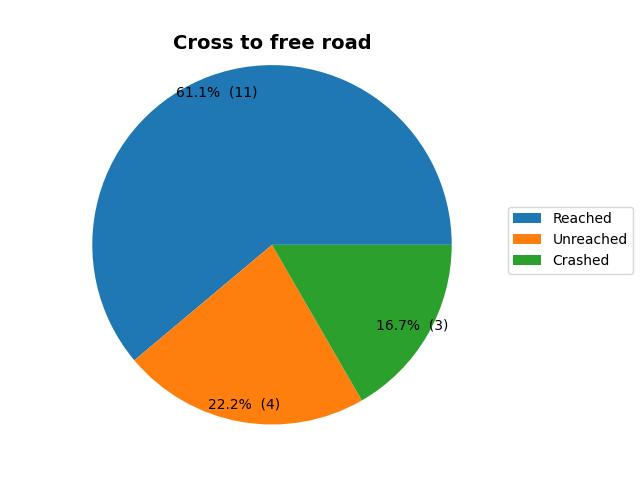 Cross to free road
61.1%  (11)
Reached
Unreached
Crashed
16.7%  (3)
22.2%  (4)